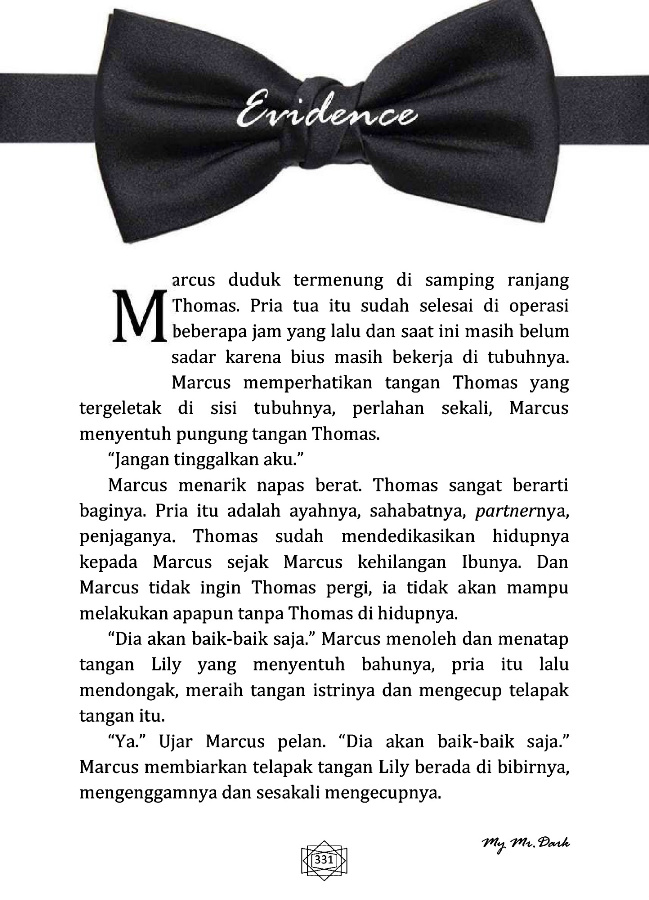 Evidence
Marcus duduk termenung di samping ranjang
Thomas. Pria tua itu sudah selesai di operasi
beberapa jam yang lalu dan saat ini masih belum
sadar karena bius masih bekerja di tubuhnya.
Marcus memperhatikan tangan Thomas yang
tergeletak di sisi tubuhnya, perlahan sekali, Marcus
menyentuh pungung tangan Thomas.
“Jangan tinggalkan aku.”
Marcus menarik napas berat. Thomas sangat berarti
baginya. Pria itu adalah ayahnya, sahabatnya, partnernya,
penjaganya. Thomas sudah mendedikasikan hidupnya
kepada Marcus sejak Marcus kehilangan Ibunya. Dan
Marcus tidak ingin Thomas pergi, ia tidak akan mampu
melakukan apapun tanpa Thomas di hidupnya.
“Dia akan baik-baik saja.” Marcus menoleh dan menatap
tangan Lily yang menyentuh bahunya, pria itu lalu
mendongak, meraih tangan istrinya dan mengecup telapak
tangan itu.
“Ya.” Ujar Marcus pelan. “Dia akan baik-baik saja.”
Marcus membiarkan telapak tangan Lily berada di bibirnya,
mengenggamnya dan sesakali mengecupnya.
My Mr. Dark
331